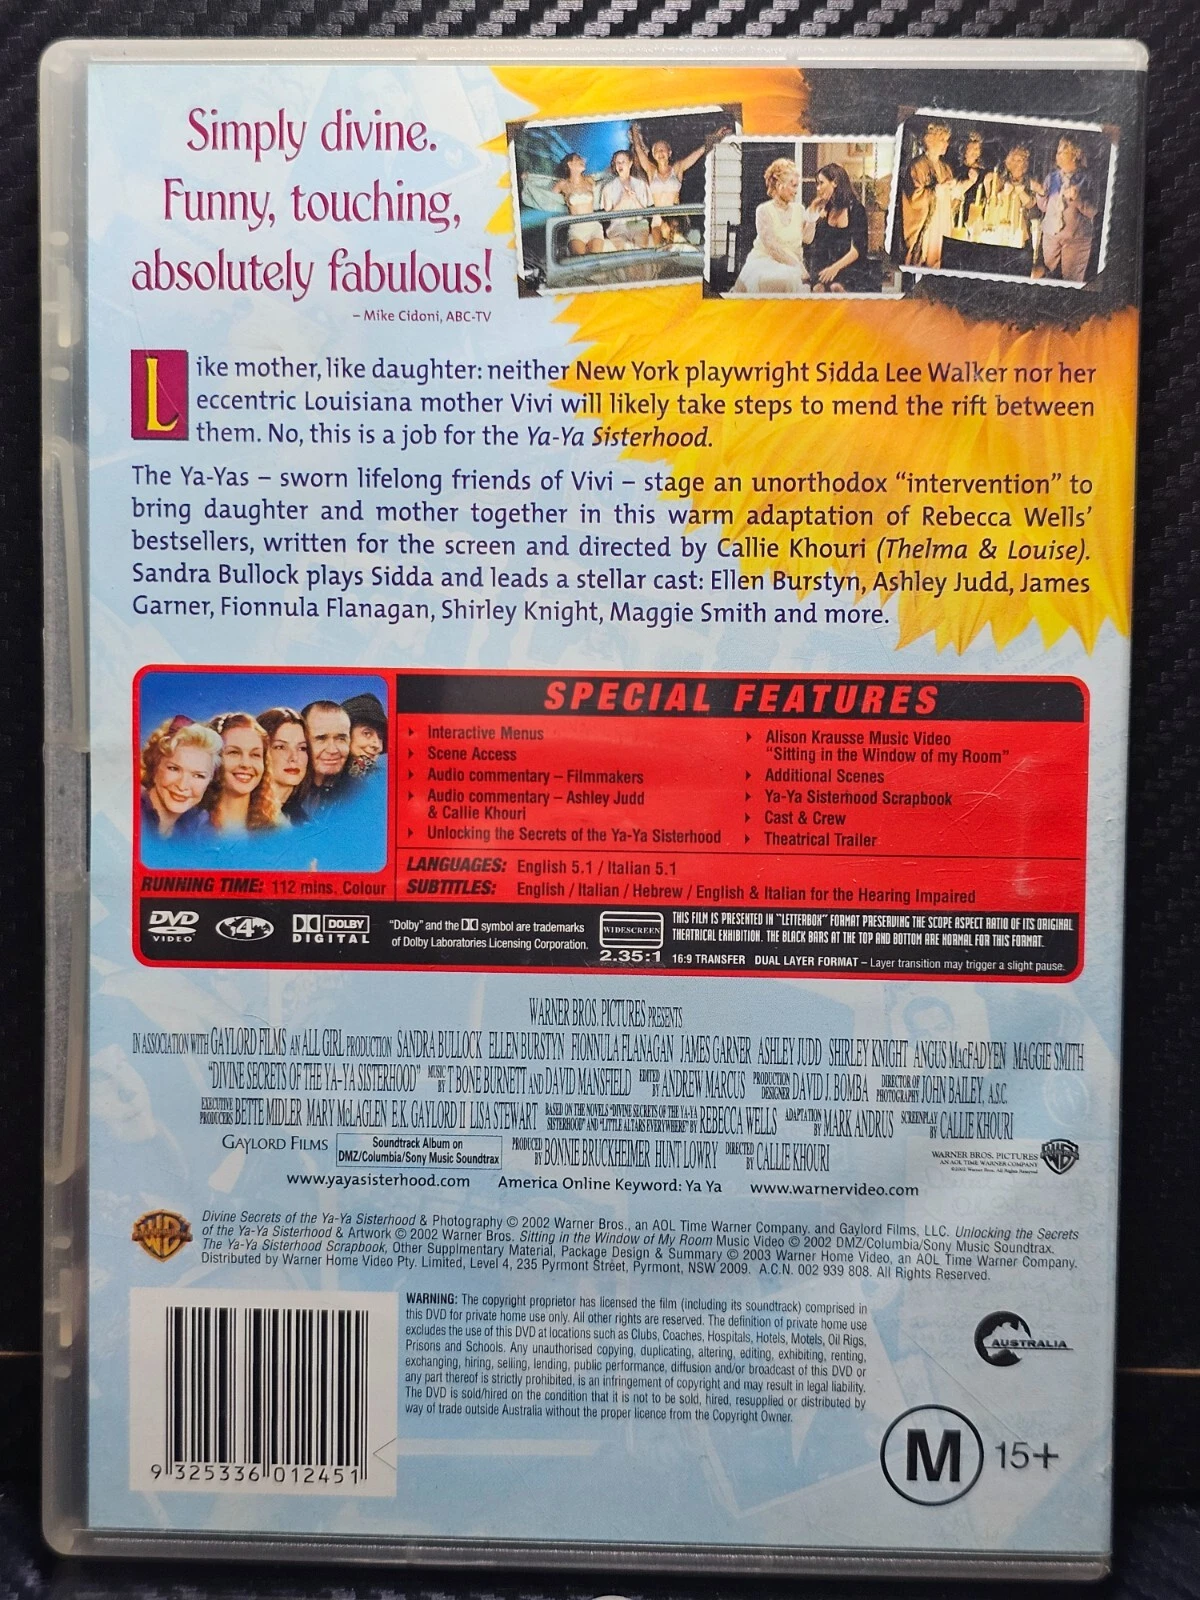 Simply divine.
Funny, touching,
absolutely fabulous!
– Mike Cidoni, ABC-TV
Like mother, like daughter: neither New York playwright Sidda Lee Walker nor her
eccentric Louisiana mother Vivi will likely take steps to mend the rift between
them. No, this is a job for the Ya-Ya Sisterhood.
The Ya-Yas – sworn lifelong friends of Vivi – stage an unorthodox “intervention” to
bring daughter and mother together in this warm adaptation of Rebecca Wells’
bestsellers, written for the screen and directed by Callie Khouri (Thelma & Louise).
Sandra Bullock plays Sidda and leads a stellar cast: Ellen Burstyn, Ashley Judd, James
Garner, Fionnula Flanagan, Shirley Knight, Maggie Smith and more.
SPECIAL FEATURES
Interactive Menus
Scene Access
Audio commentary – Filmmakers
Audio commentary – Ashley Judd
& Callie Khouri
Unlocking the Secrets of the Ya-Ya Sisterhood
Alison Krausse Music Video
“Sitting in the Window of my Room”
Additional Scenes
Ya-Ya Sisterhood Scrapbook
Cast & Crew
Theatrical Trailer
LANGUAGES: English 5.1 / Italian 5.1
RUNNING TIME: 112 mins. Colour
SUBTITLES: English / Italian / Hebrew / English & Italian for the Hearing Impaired
DVD
VIDEO
4
DOLBY
DIGITAL
“Dolby” and the DD symbol are trademarks
of Dolby Laboratories Licensing Corporation.
WIDESCREEN
2.35:1
THIS FILM IS PRESENTED IN “LETTERBOX” FORMAT PRESERVING THE SCOPE ASPECT RATIO OF ITS ORIGINAL
THEATRICAL EXHIBITION. THE BLACK BARS AT THE TOP AND BOTTOM ARE NORMAL FOR THIS FORMAT.
16:9 TRANSFER DUAL LAYER FORMAT – Layer transition may trigger a slight pause.
WARNER BROS. PICTURES PRESENTS
IN ASSOCIATION WITH GAYLORD FILMS AN ALL GIRL PRODUCTION SANDRA BULLOCK ELLEN BURSTYN FIONNULA FLANAGAN JAMES GARNER ASHLEY JUDD SHIRLEY KNIGHT ANGUS MACFADYEN MAGGIE SMITH
“DIVINE SECRETS OF THE YA-YA SISTERHOOD” MUSIC BY T BONE BURNETT AND DAVID MANSFIELD EDITED BY ANDREW MARCUS PRODUCTION DESIGNER DAVID J. BOMBA DIRECTOR OF PHOTOGRAPHY JOHN BAILEY, A.S.C.
EXECUTIVE PRODUCERS BETTE MIDLER MARY McLAGLEN E.K. GAYLORD II LISA STEWART BASED ON THE NOVELS “DIVINE SECRETS OF THE YA-YA SISTERHOOD” AND “LITTLE ALTARS EVERYWHERE” BY REBECCA WELLS ADAPTATION BY MARK ANDRUS SCREENPLAY BY CALLIE KHOURI
GAYLORD FILMS Soundtrack Album on DMZ/Columbia/Sony Music Soundtrax PRODUCED BY BONNIE BRUCKHEIMER HUNT LOWRY DIRECTED BY CALLIE KHOURI
WARNER BROS. PICTURES
AN AOL TIME WARNER COMPANY
www.yayasisterhood.com America Online Keyword: Ya Ya www.warnervideo.com
Divine Secrets of the Ya-Ya Sisterhood & Photography © 2002 Warner Bros., an AOL Time Warner Company, and Gaylord Films, LLC. Unlocking the Secrets
of the Ya-Ya Sisterhood & Artwork © 2002 Warner Bros. Sitting in the Window of My Room Music Video © 2002 DMZ/Columbia/Sony Music Soundtrax.
The Ya-Ya Sisterhood Scrapbook, Other Supplmentary Material, Package Design & Summary © 2003 Warner Home Video, an AOL Time Warner Company.
Distributed by Warner Home Video Pty. Limited, Level 4, 235 Pyrmont Street, Pyrmont, NSW 2009. A.C.N. 002 939 808. All Rights Reserved.
WARNING: The copyright proprietor has licensed the film (including its soundtrack) comprised in
this DVD for private home use only. All other rights are reserved. The definition of private home use
excludes the use of this DVD at locations such as Clubs, Coaches, Hospitals, Hotels, Motels, Oil Rigs,
Prisons and Schools. Any unauthorised copying, duplicating, altering, editing, exhibiting, renting,
exchanging, hiring, selling, lending, public performance, diffusion and/or broadcast of this DVD or
any part thereof is strictly prohibited, is an infringement of copyright and may result in legal liability.
The DVD is sold/hired on the condition that it is not to be sold, hired, resupplied or distributed by
way of trade outside Australia without the proper licence from the Copyright Owner.
AUSTRALIA
9 325336 012451
M 15+